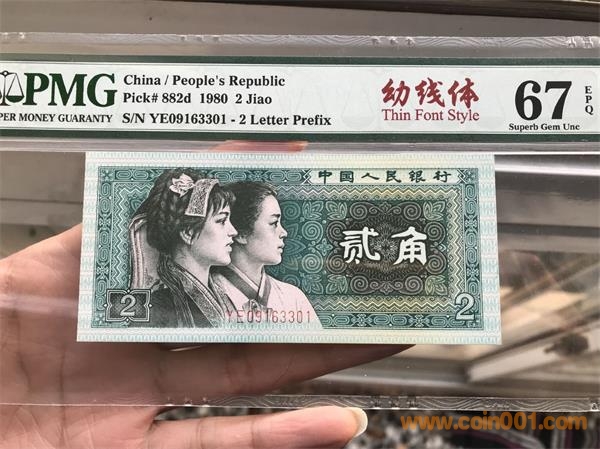 PMG
PER MONEY GUARANTY
China / People's Republic
Pick# 882d 1980 2 Jiao
S/N YE09163301 - 2 Letter Prefix
幼线体
Thin Font Style
67
EPQ
Superb Gem Unc
中国人民银行
贰角
2
YE09163301
2
www.coin001.com